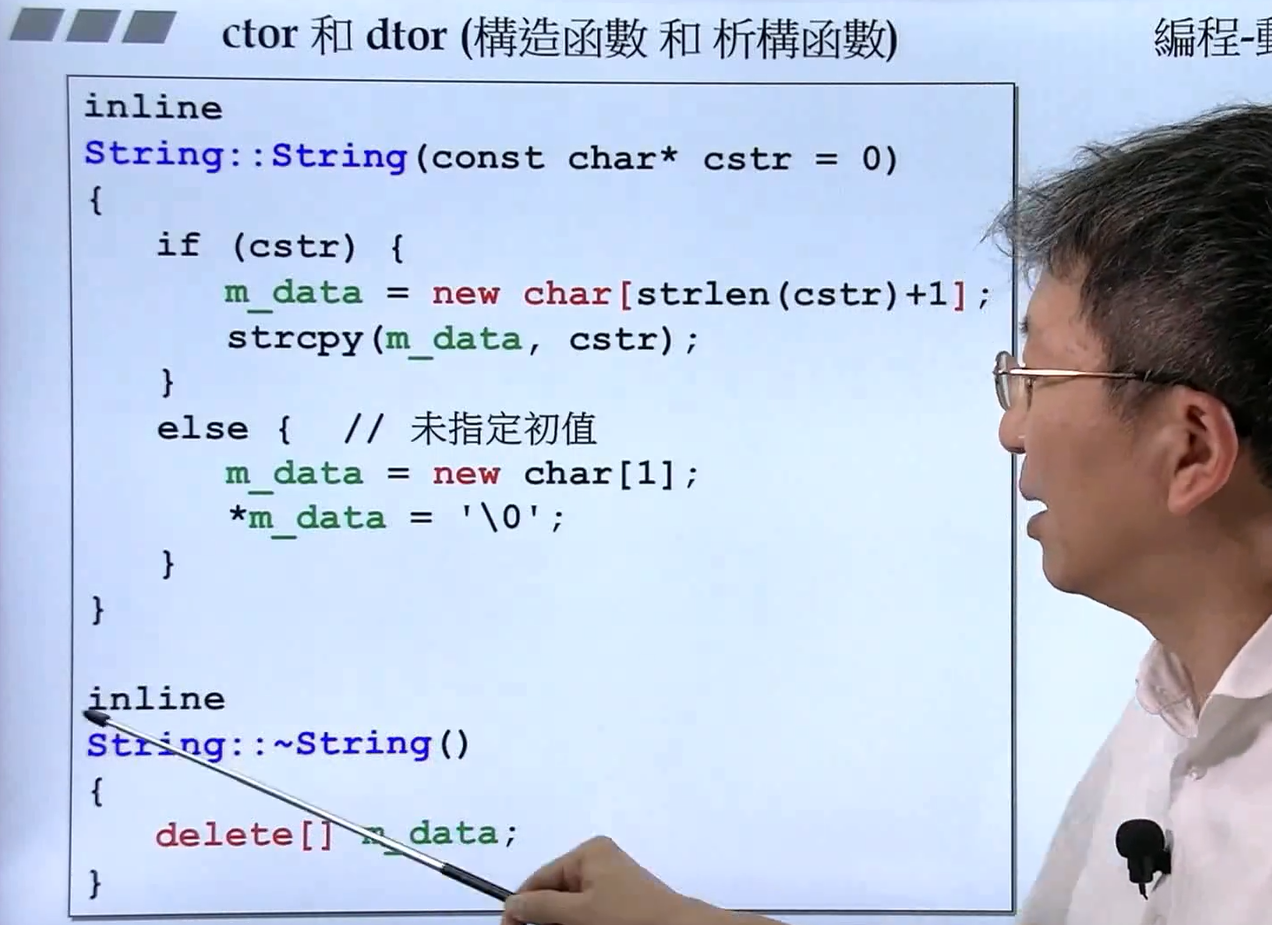 ctor 和 dtor (構造函數 和 析構函數)
編程-動
inline
String::String(const char* cstr = 0)
{
if (cstr) {
m_data = new char[strlen(cstr)+1];
strcpy(m_data, cstr);
}
else { // 未指定初值
m_data = new char[1];
*m_data = '\0';
}
}
inline
String::~String()
{
delete[] m_data;
}